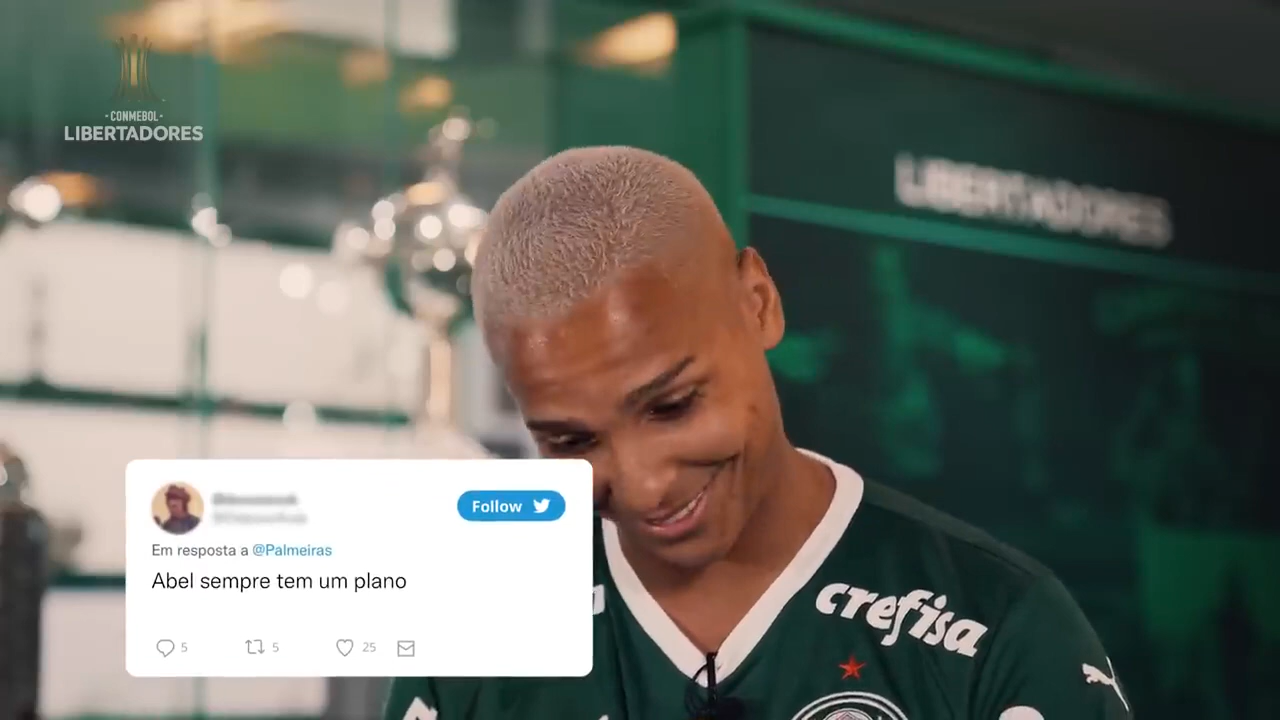 ·CONMEBOL·
LIBERTADORES
LIBERTADORES
Follow
Em resposta a @Palmeiras
Abel sempre tem um plano
5
5
25
crefisa